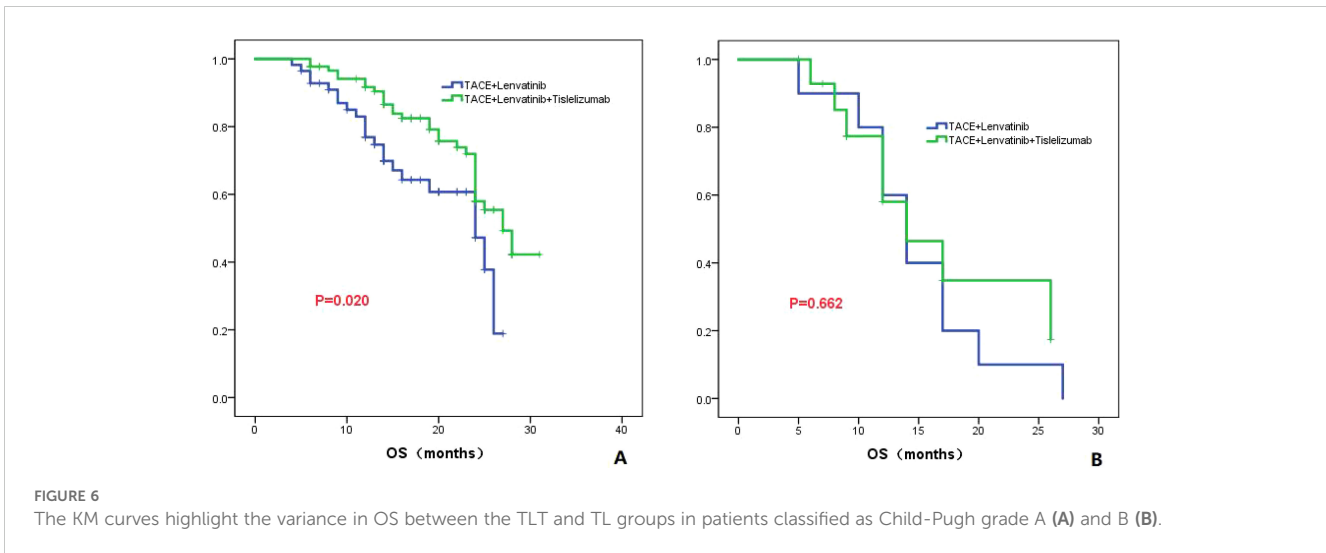 1.0
0.8
0.6
0.4
0.2
0.0
TACE+Lenvatinib
TACE+Lenvatinib+Tislelizumab
P=0.020
0 10 20 30 40
OS（months）
A
1.0
0.8
0.6
0.4
0.2
0.0
TACE+Lenvatinib
TACE+Lenvatinib+Tislelizumab
P=0.662
0 5 10 15 20 25 30
OS（months）
B
FIGURE 6
The KM curves highlight the variance in OS between the TLT and TL groups in patients classified as Child-Pugh grade A (A) and B (B).